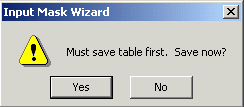 Input Mask Wizard
Must save table first. Save now?
Yes No